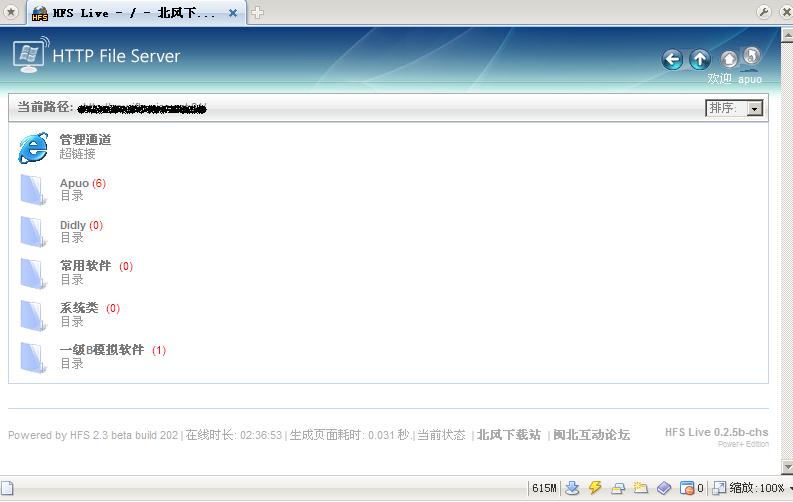 HFS Live - / - 北风下...
HTTP File Server
欢迎 apuo
当前路径:
排序:
管理通道
超链接
Apuo (6)
目录
Didly (0)
目录
常用软件 (0)
目录
系统类 (0)
目录
一级B模拟软件 (1)
目录
Powered by HFS 2.3 beta build 202 | 在线时长: 02:36:53 | 生成页面耗时: 0.031 秒.| 当前状态 | 北风下载站 | 闽北互动论坛
HFS Live 0.2.5b-chs
Power+ Edition
615M
0
缩放: 100%